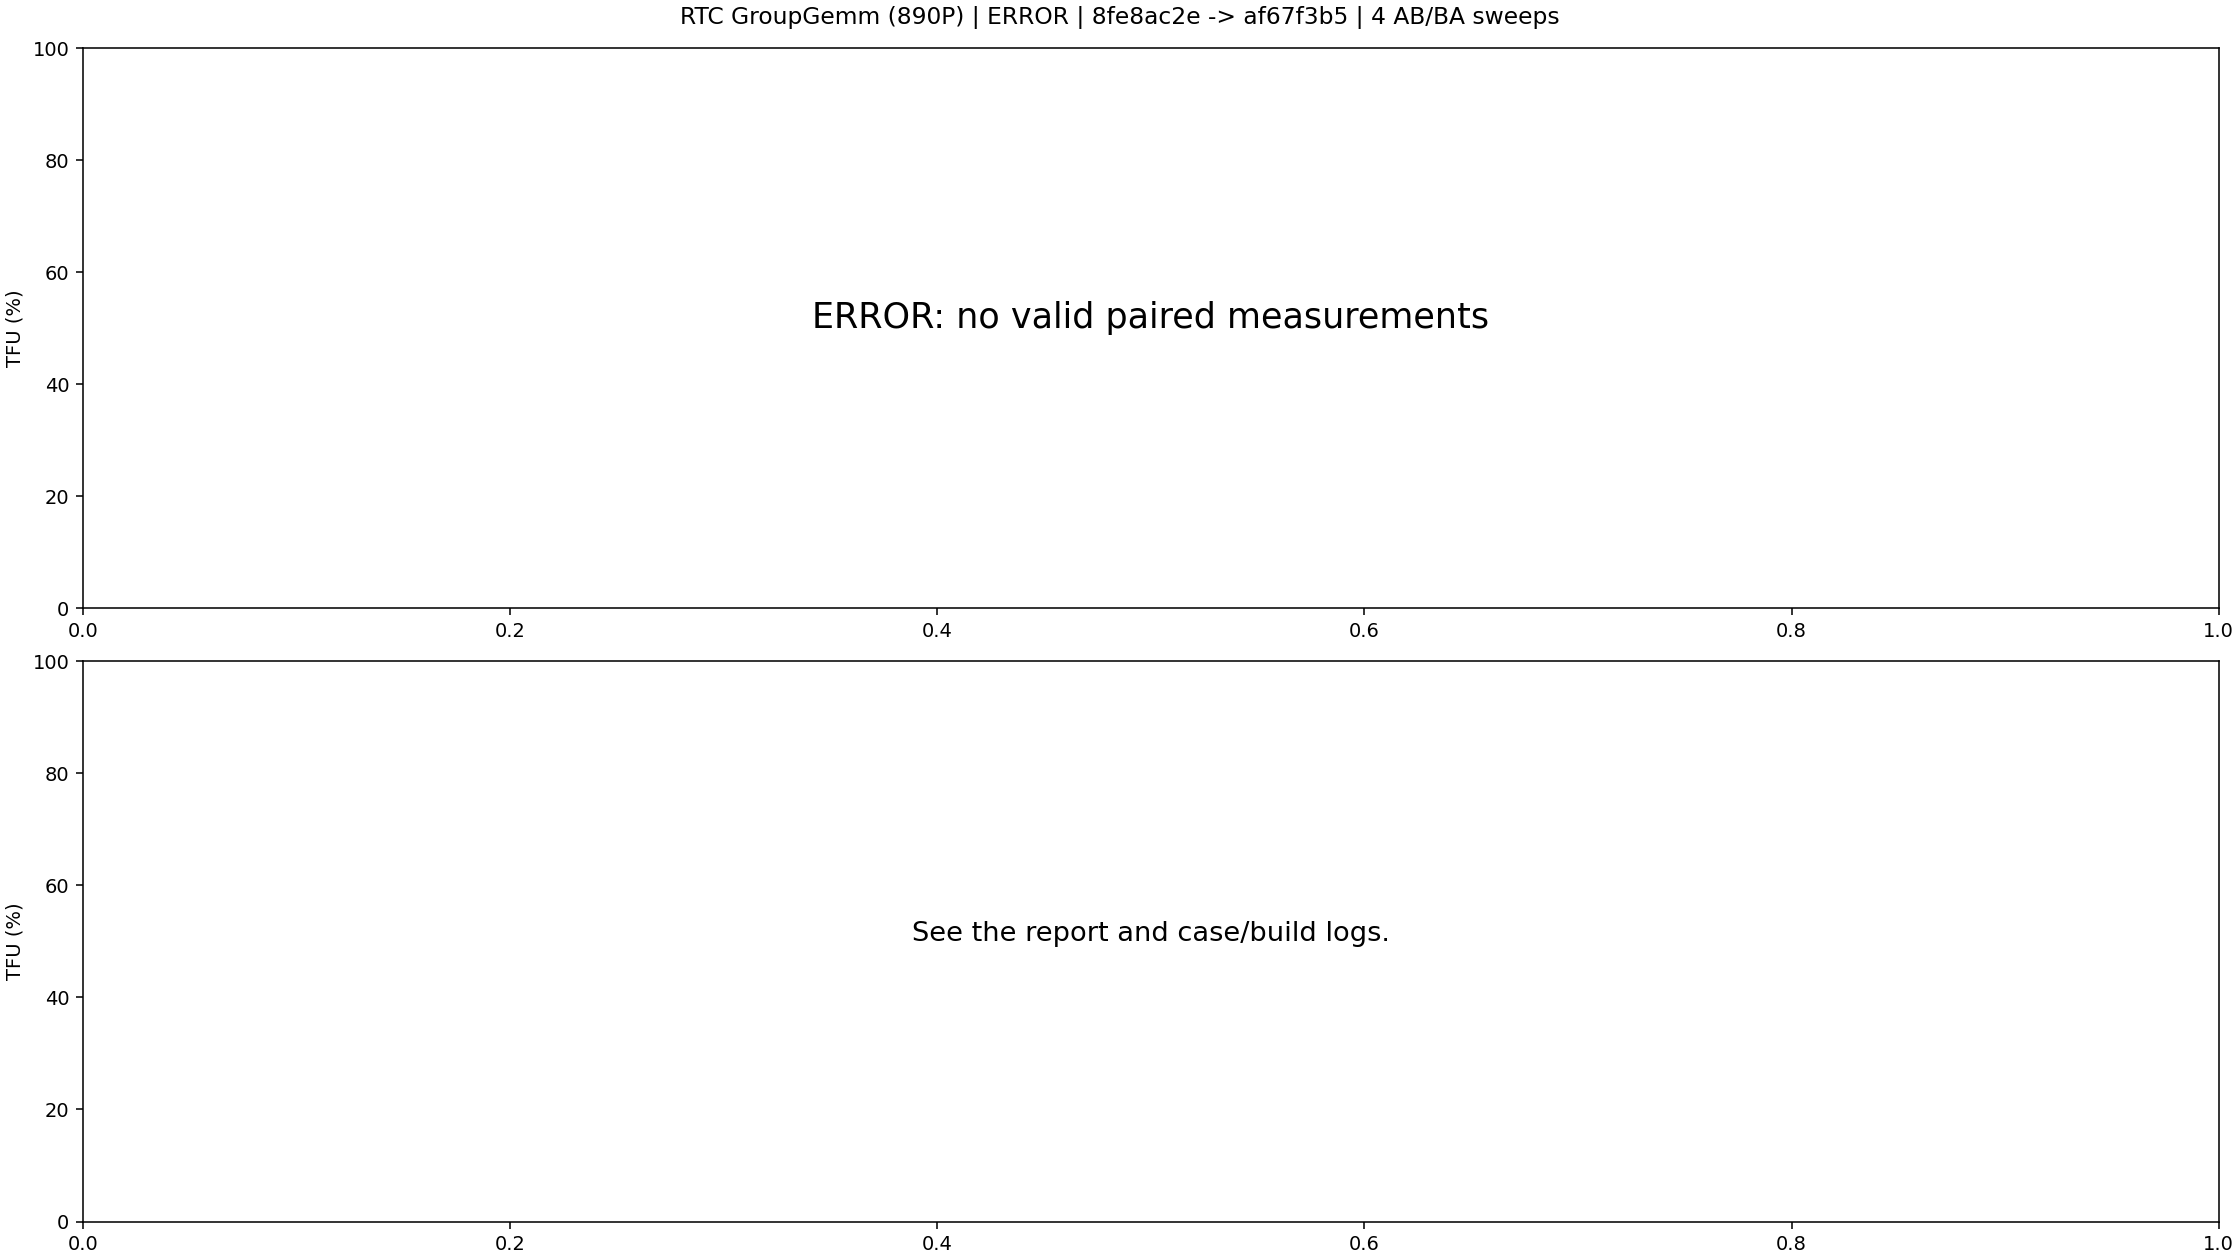 RTC GroupGemm (890P) | ERROR | 8fe8ac2e -> af67f3b5 | 4 AB/BA sweeps
100
80
60
40
20
0
TFU (%)
ERROR: no valid paired measurements
0.0 0.2 0.4 0.6 0.8 1.0
100
80
60
40
20
0
TFU (%)
See the report and case/build logs.
0.0 0.2 0.4 0.6 0.8 1.0